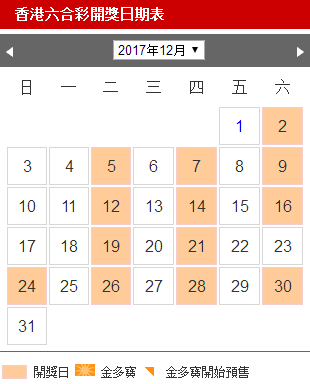 香港六合彩開獎日期表
2017年12月
日 一 二 三 四 五 六
1 2
3 4 5 6 7 8 9
10 11 12 13 14 15 16
17 18 19 20 21 22 23
24 25 26 27 28 29 30
31
開獎日 金多寶 金多寶開始預售